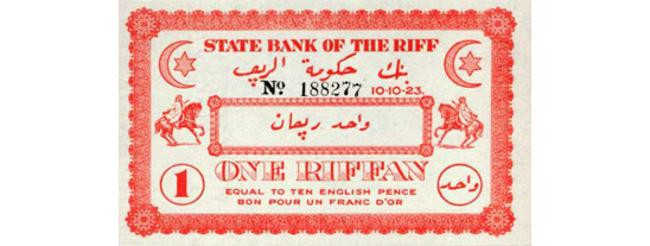 STATE BANK OF THE RIFF
بنك حكومة الريف
No 188277 10-10-23.
واحد ريفان
ONE RIFFAN
1 EQUAL TO TEN ENGLISH PENCE واحد
BON POUR UN FRANC D'OR